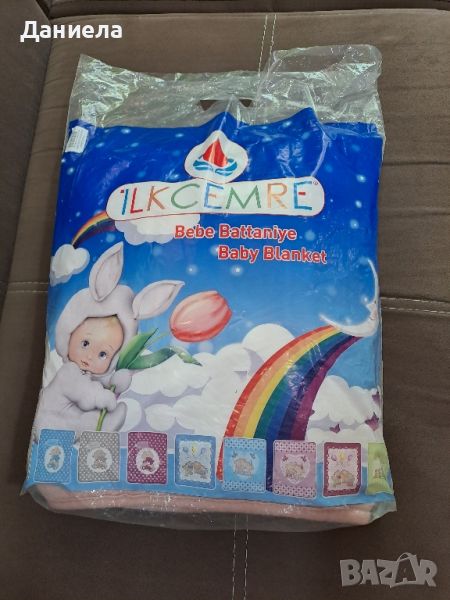 Даниела
İLKCEMRE®
Bebe Battaniye
Baby Blanket
BAZAR